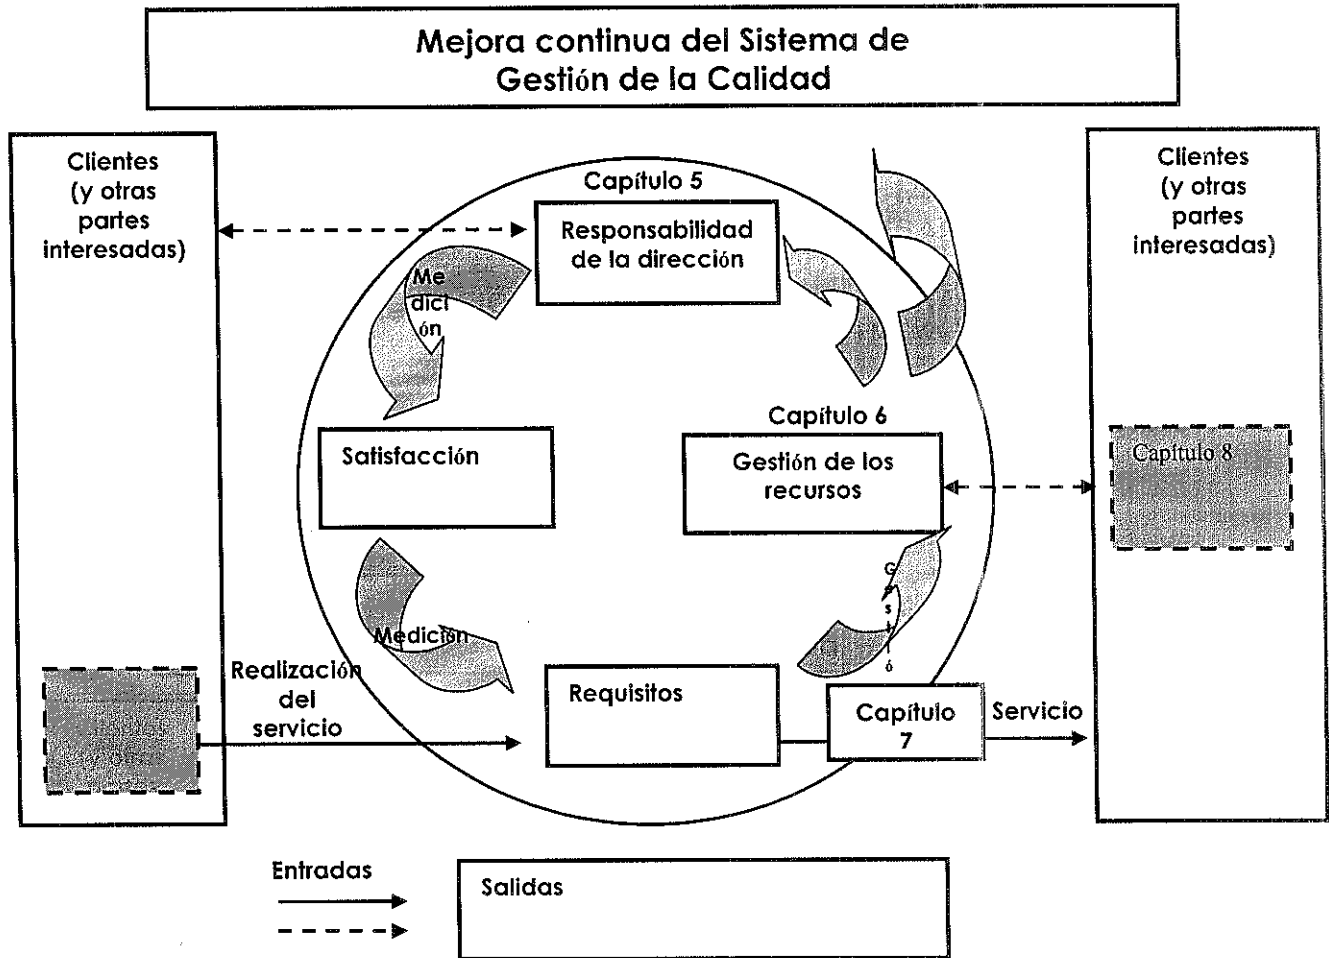 Mejora continua del Sistema de
Gestión de la Calidad
Clientes
(y otras
partes
interesadas)
Capítulo 5
Responsabilidad
de la dirección
Clientes
(y otras
partes
interesadas)
Me
dici
ón
Capítulo 6
Satisfacción
Gestión de los
recursos
Capítulo 8
G
e
s
t
i
ó
Medición
Realización
del
servicio
Requisitos
Capítulo
7
Servicio
Entradas
Salidas